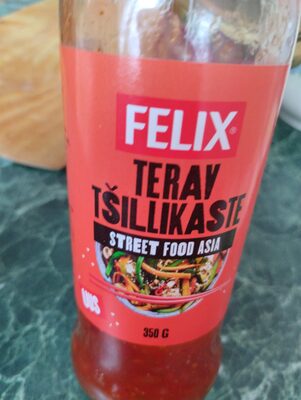 FELIX®
TERAV
TŠILLIKASTE
STREET FOOD ASIA
UUS
350 G